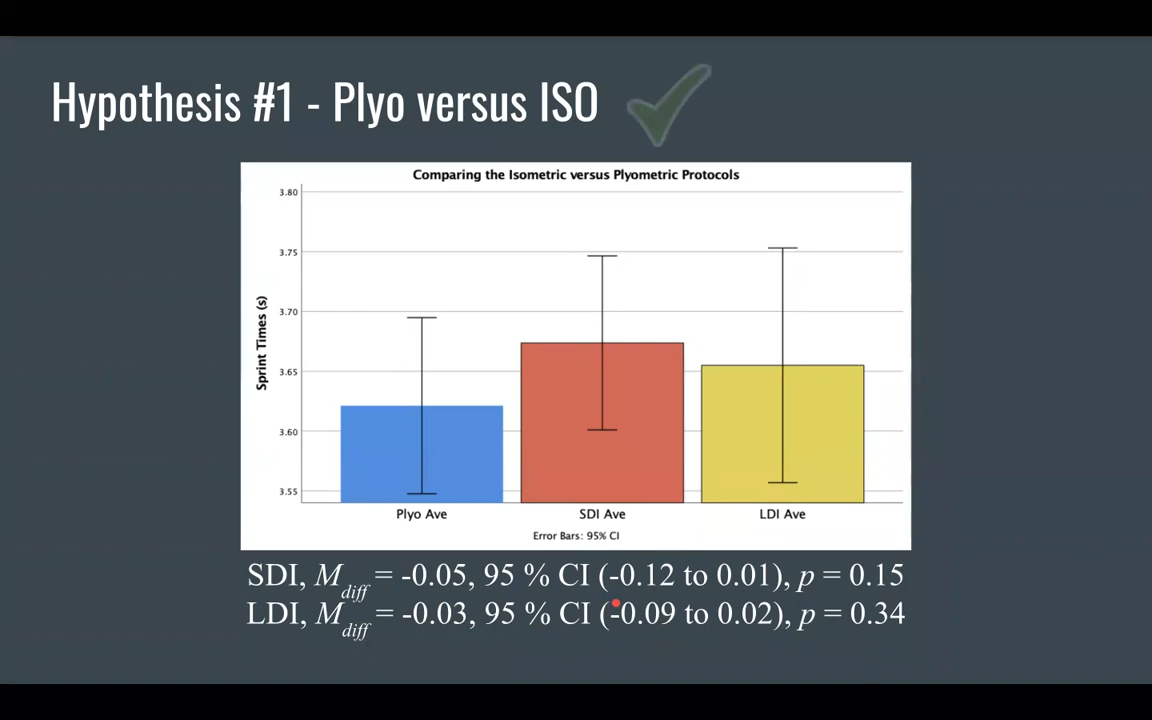 Hypothesis #1 - Plyo versus ISO
Comparing the Isometric versus Plyometric Protocols
3.80
3.75
3.70
3.65
3.60
3.55
Sprint Times (s)
Plyo Ave
SDI Ave
LDI Ave
Error Bars: 95% CI
SDI, Mdiff = -0.05, 95 % CI (-0.12 to 0.01), p = 0.15
LDI, Mdiff = -0.03, 95 % CI (-0.09 to 0.02), p = 0.34